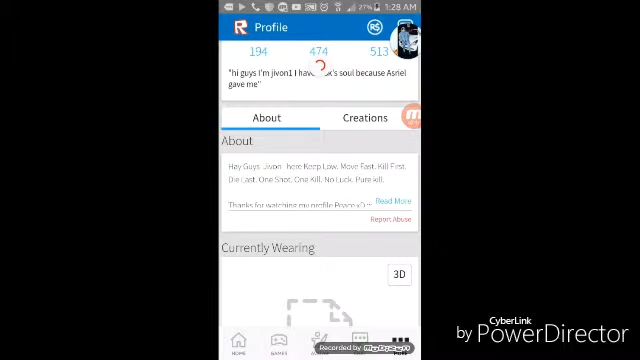 27% 1:28 AM
R Profile R$
194 474 513
"hi guys I'm jivon1 I have soul because Asriel
gave me"
About Creations
About
Hay Guys Jivon here Keep Low. Move Fast. Kill First.
Die Last. One Shot. One Kill. No Luck. Pure kill.
Thanks for watching my profile Peace xD
Read More
Report Abuse
Currently Wearing
3D
HOME GAMES
Recorded by
CyberLink
by PowerDirector